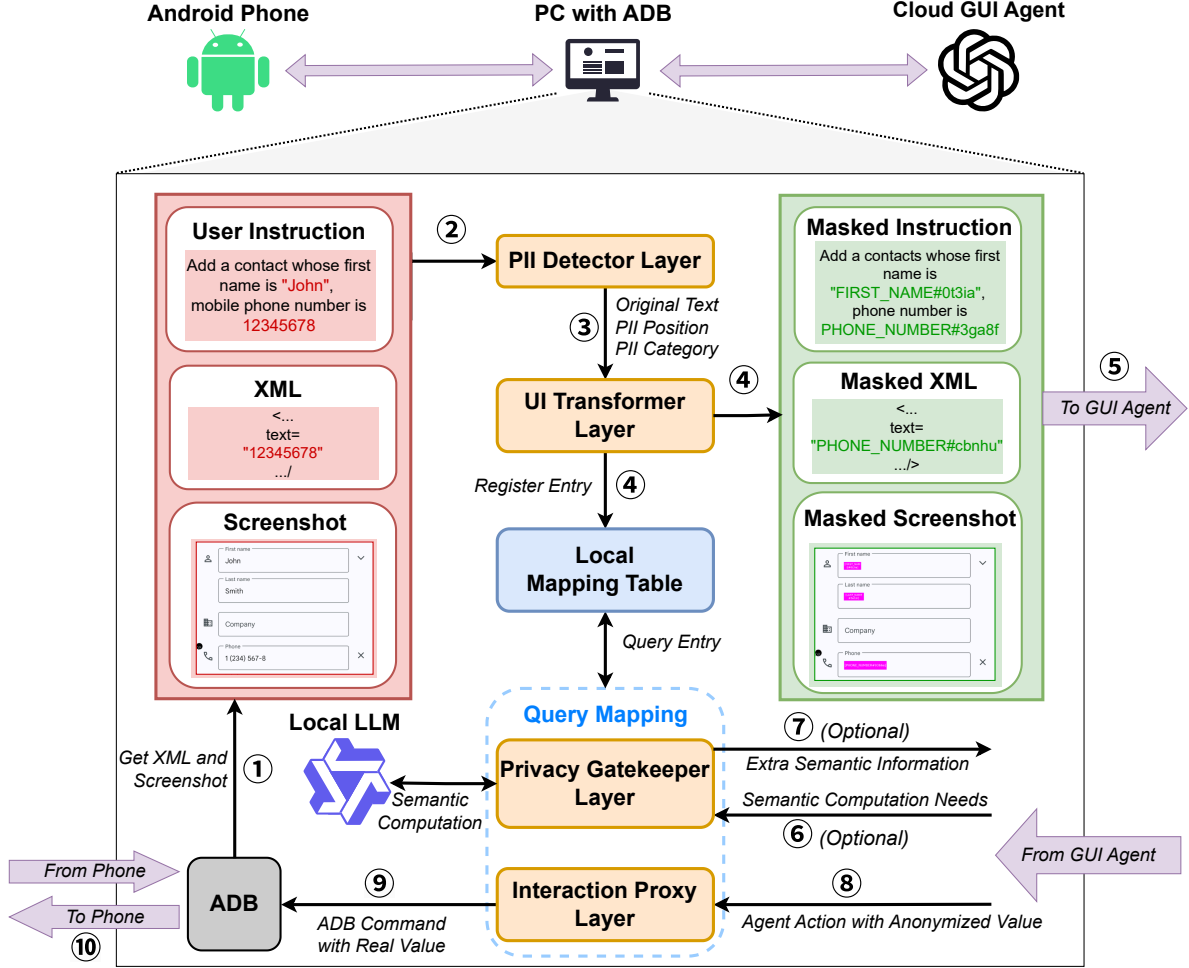 Android Phone
PC with ADB
Cloud GUI Agent
User Instruction
Add a contact whose first
name is "John",
mobile phone number is
12345678
②
PII Detector Layer
③
Original Text
PII Position
PII Category
Masked Instruction
Add a contacts whose first
name is
"FIRST_NAME#0t3ia",
phone number is
PHONE_NUMBER#3ga8f
XML
<...
text=
"12345678"
.../
UI Transformer
Layer
④
Masked XML
<...
text=
"PHONE_NUMBER#cbnhu"
.../>
⑤
To GUI Agent
Register Entry
④
Screenshot
First name
John
Last name
Smith
Company
Phone
1 (234) 567-8
Local
Mapping Table
Query Entry
Masked Screenshot
First name
Last name
Company
Phone
Get XML and
Screenshot
①
Local LLM
Semantic
Computation
Query Mapping
Privacy Gatekeeper
Layer
⑦ (Optional)
Extra Semantic Information
Semantic Computation Needs
⑥ (Optional)
From GUI Agent
From Phone
To Phone
⑩
ADB
⑨
ADB Command
with Real Value
Interaction Proxy
Layer
⑧
Agent Action with Anonymized Value